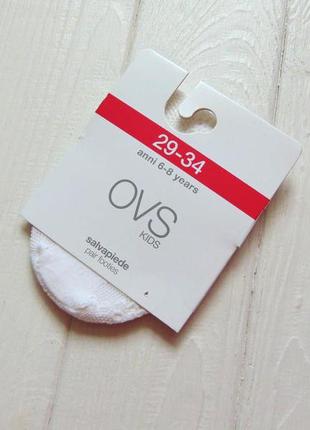 29-34
anni 6-8 years
OVS
KIDS
salvapiede
pair footies